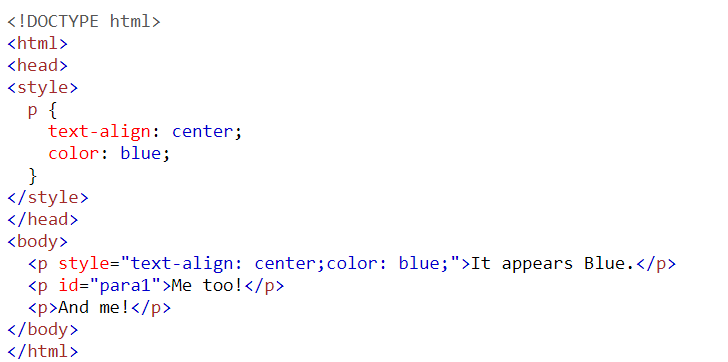 <!DOCTYPE html>
<html>
<head>
<style>
  p {
    text-align: center;
    color: blue;
  }
</style>
</head>
<body>
  <p style="text-align: center;color: blue;">It appears Blue.</p>
  <p id="para1">Me too!</p>
  <p>And me!</p>
</body>
</html>